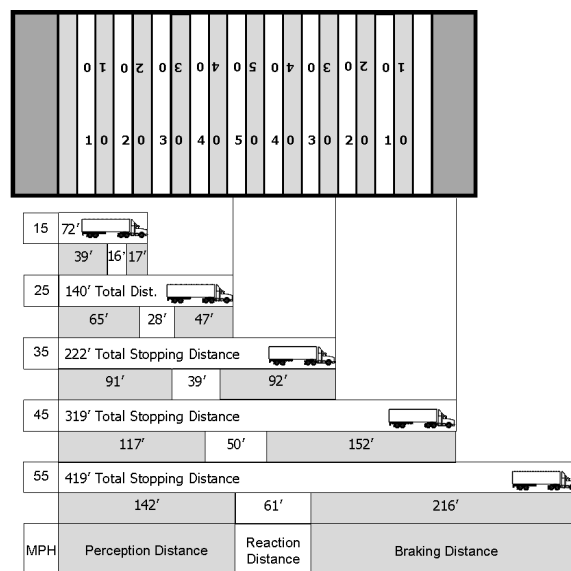 0 1 0 2 0 3 0 4 0 5 0 4 0 3 0 2 0 1
1 0 2 0 3 0 4 0 5 0 4 0 3 0 2 0 1 0
15 72′
39′ 16′ 17′
25 140′ Total Dist.
65′ 28′ 47′
35 222′ Total Stopping Distance
91′ 39′ 92′
45 319′ Total Stopping Distance
117′ 50′ 152′
55 419′ Total Stopping Distance
142′ 61′ 216′
MPH Perception Distance Reaction Distance Braking Distance